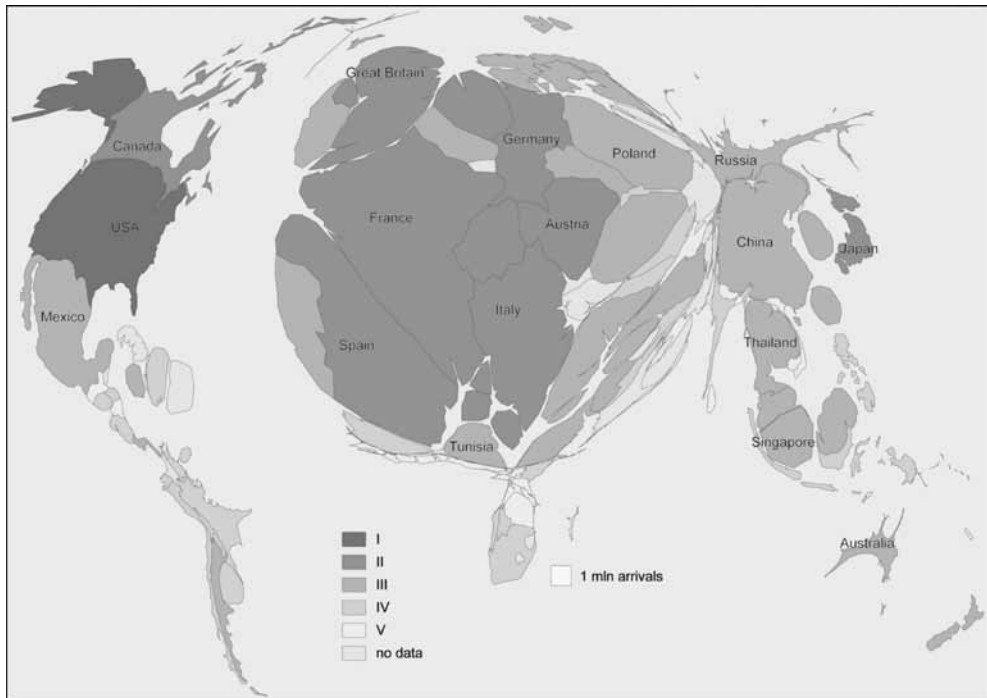 Great Britain
Canada
Germany
Poland
Russia
USA
France
Austria
China
Japan
Mexico
Spain
Italy
Thailand
Tunisia
Singapore
Australia
I
II
III
IV
V
no data
1 mln arrivals